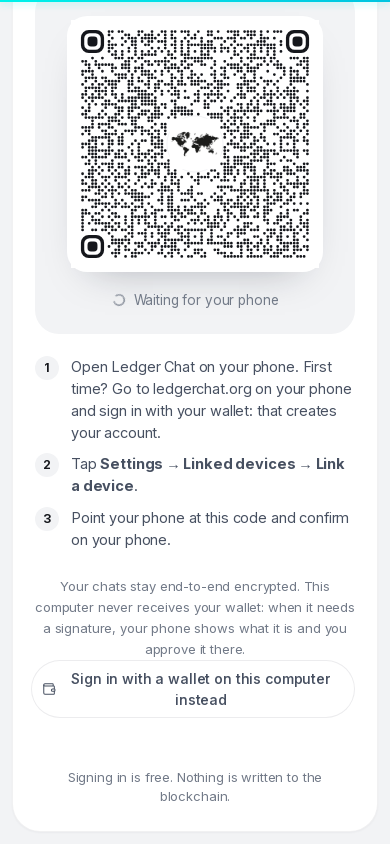 Waiting for your phone
1 Open Ledger Chat on your phone. First
time? Go to ledgerchat.org on your phone
and sign in with your wallet: that creates
your account.
2 Tap Settings → Linked devices → Link
a device.
3 Point your phone at this code and confirm
on your phone.
Your chats stay end-to-end encrypted. This
computer never receives your wallet: when it needs
a signature, your phone shows what it is and you
approve it there.
Sign in with a wallet on this computer
instead
Signing in is free. Nothing is written to the
blockchain.